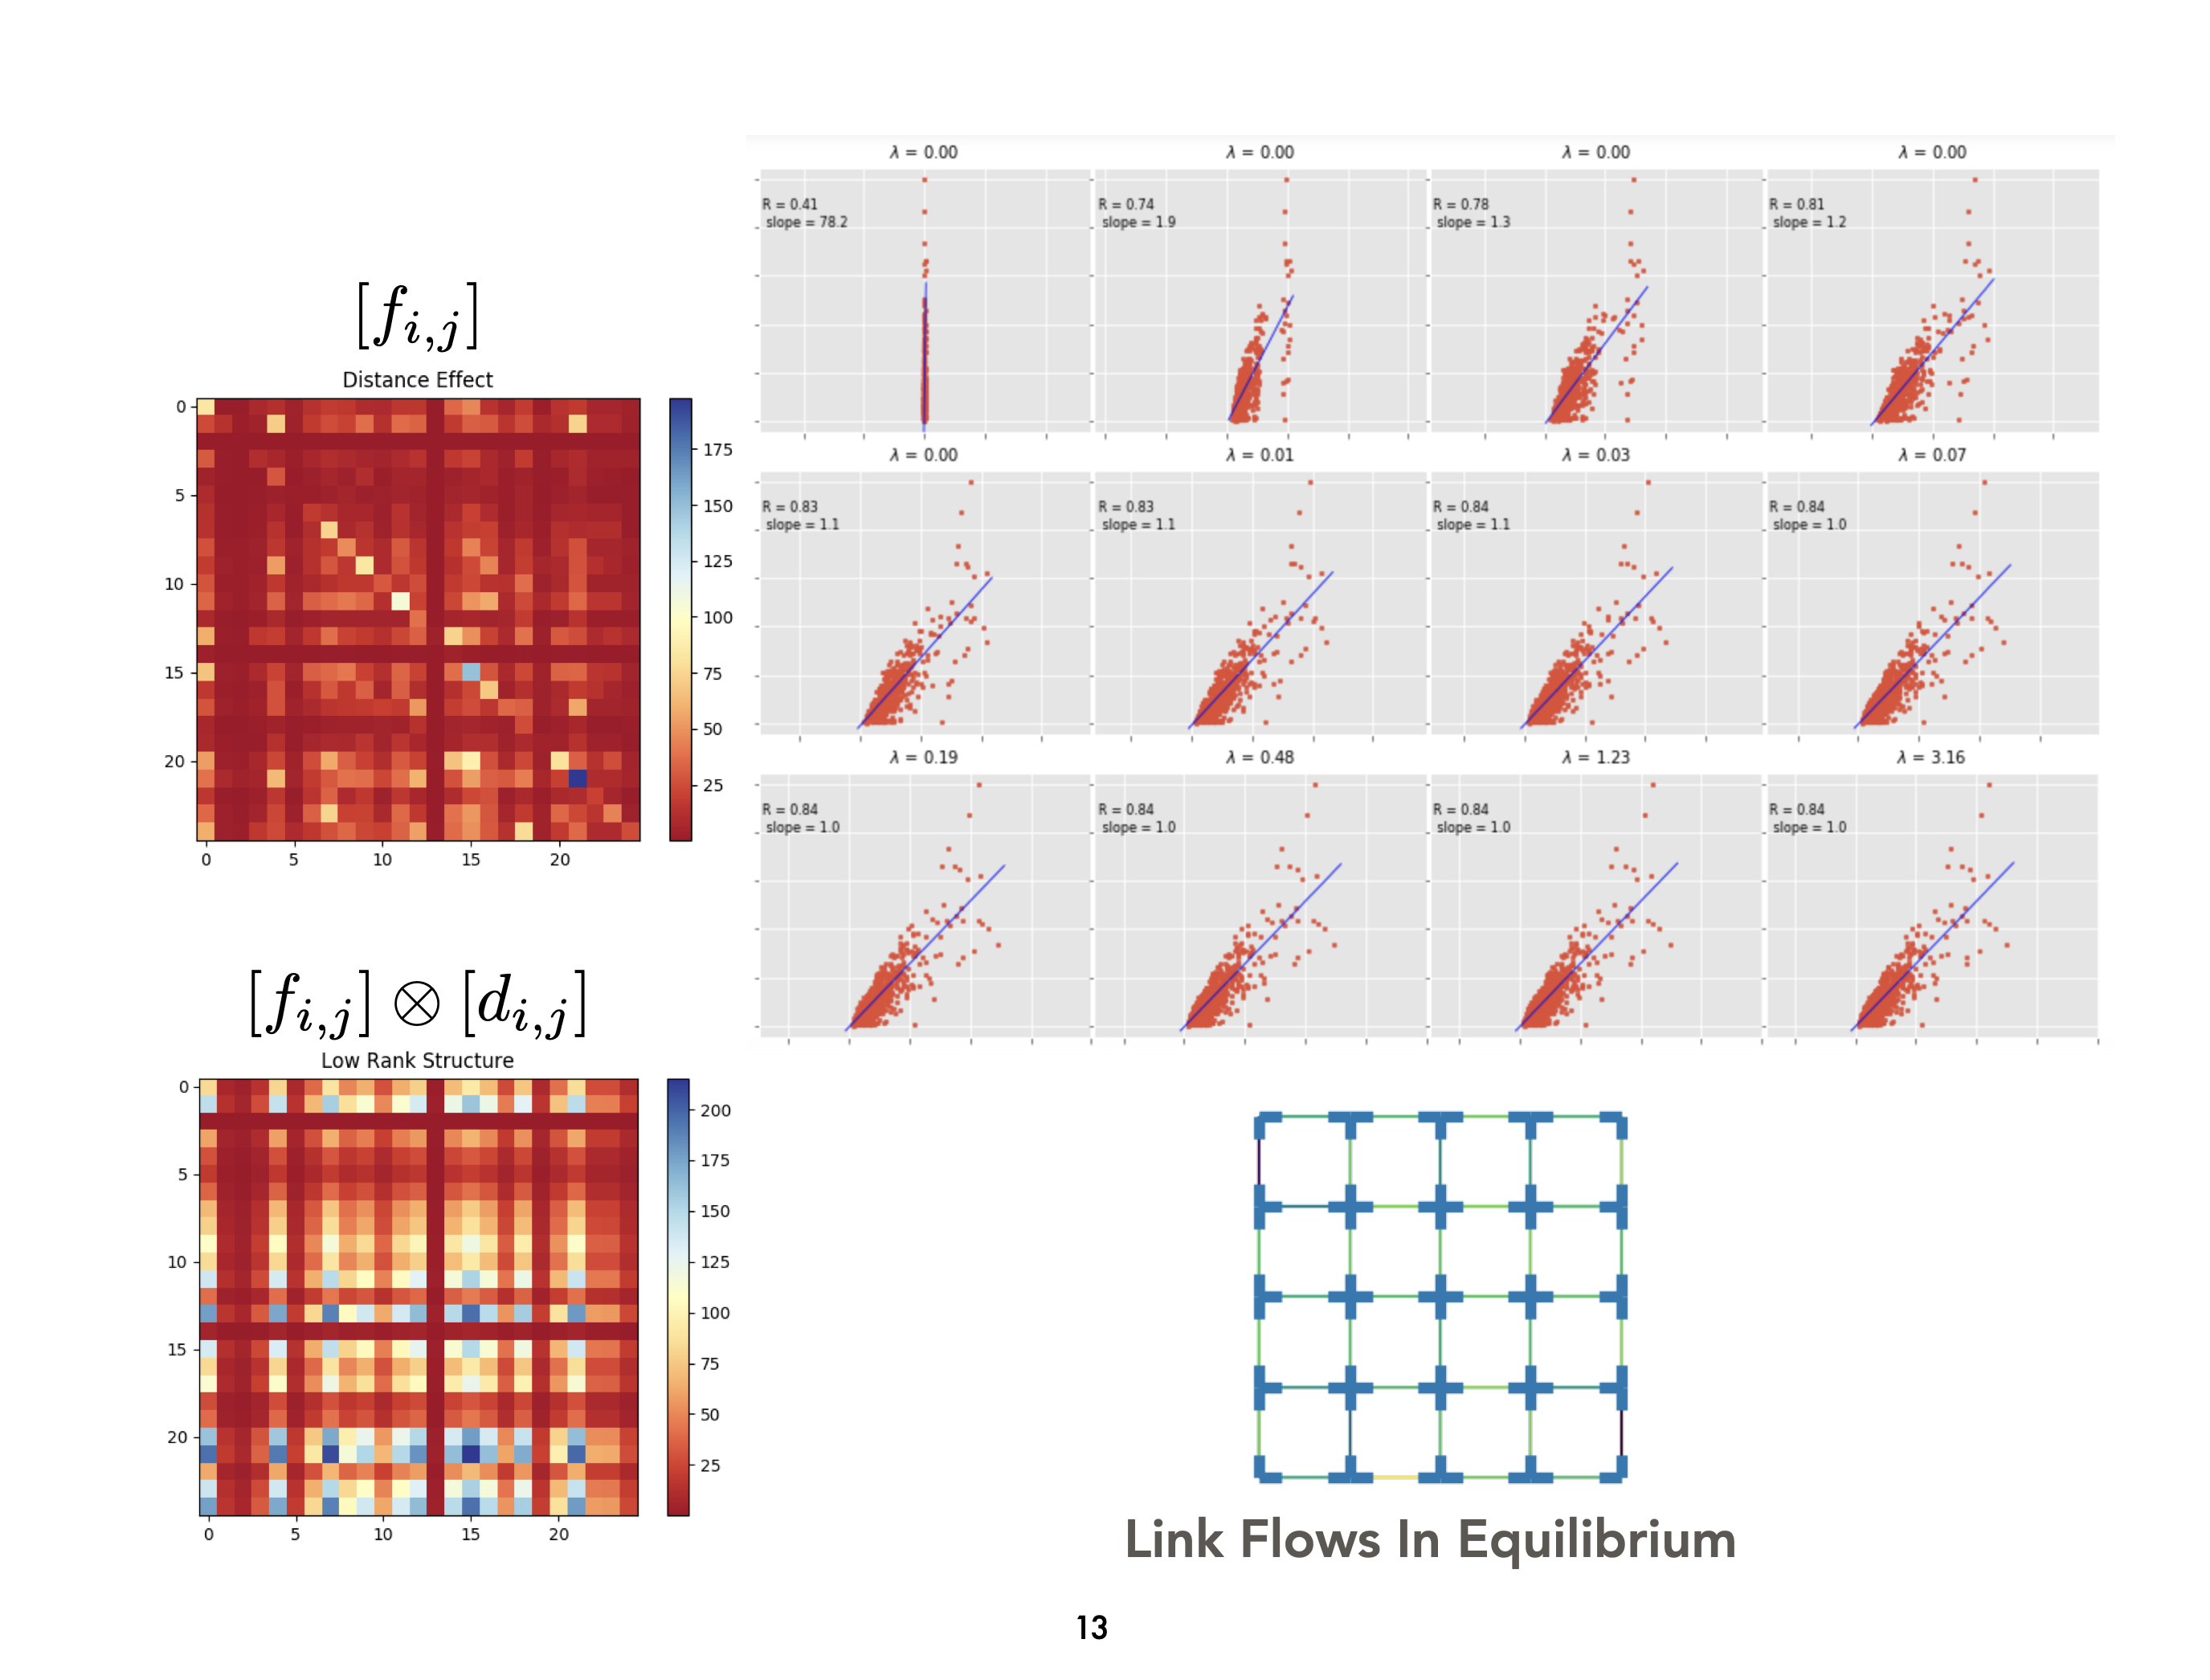 [f_{i,j}]
Distance Effect
0
5
10
15
20
0 5 10 15 20
175
150
125
100
75
50
25
[f_{i,j}] ⊗ [d_{i,j}]
Low Rank Structure
0
5
10
15
20
0 5 10 15 20
200
175
150
125
100
75
50
25
λ = 0.00 λ = 0.00 λ = 0.00 λ = 0.00
R = 0.41 R = 0.74 R = 0.78 R = 0.81
slope = 78.2 slope = 1.9 slope = 1.3 slope = 1.2
λ = 0.00 λ = 0.01 λ = 0.03 λ = 0.07
R = 0.83 R = 0.83 R = 0.84 R = 0.84
slope = 1.1 slope = 1.1 slope = 1.1 slope = 1.0
λ = 0.19 λ = 0.48 λ = 1.23 λ = 3.16
R = 0.84 R = 0.84 R = 0.84 R = 0.84
slope = 1.0 slope = 1.0 slope = 1.0 slope = 1.0
Link Flows In Equilibrium
13